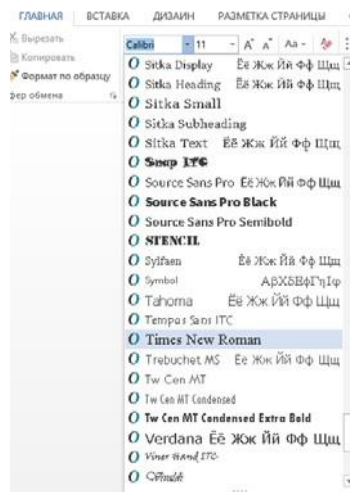 ГЛАВНАЯ ВСТАВКА ДИЗАЙН РАЗМЕТКА СТРАНИЦЫ
Вырезать
Calibri 11 Aa
Копировать
Формат по образцу
фер обмена
Sitka Display Ёё Жж Йй Фф Щщ
Sitka Heading Ёё Жж Йй Фф Щщ
Sitka Small
Sitka Subheading
Sitka Text Ёё Жж Йй Фф Щщ
Snap ITC
Source Sans Pro Ёё Жж Йй Фф Щщ
Source Sans Pro Black
Source Sans Pro Semibold
STENCIL
Sylfaen Ёё Жж Йй Фф Щщ
Symbol ΑβΧδΕφΓηΙφ
Tahoma Ёё Жж Йй Фф Щщ
Tempus Sans ITC
Times New Roman
Trebuchet MS Ёё Жж Йй Фф Щщ
Tw Cen MT
Tw Cen MT Condensed
Tw Cen MT Condensed Extra Bold
Verdana Ёё Жж Йй Фф Щщ
Viner Hand ITC
Vivaldi